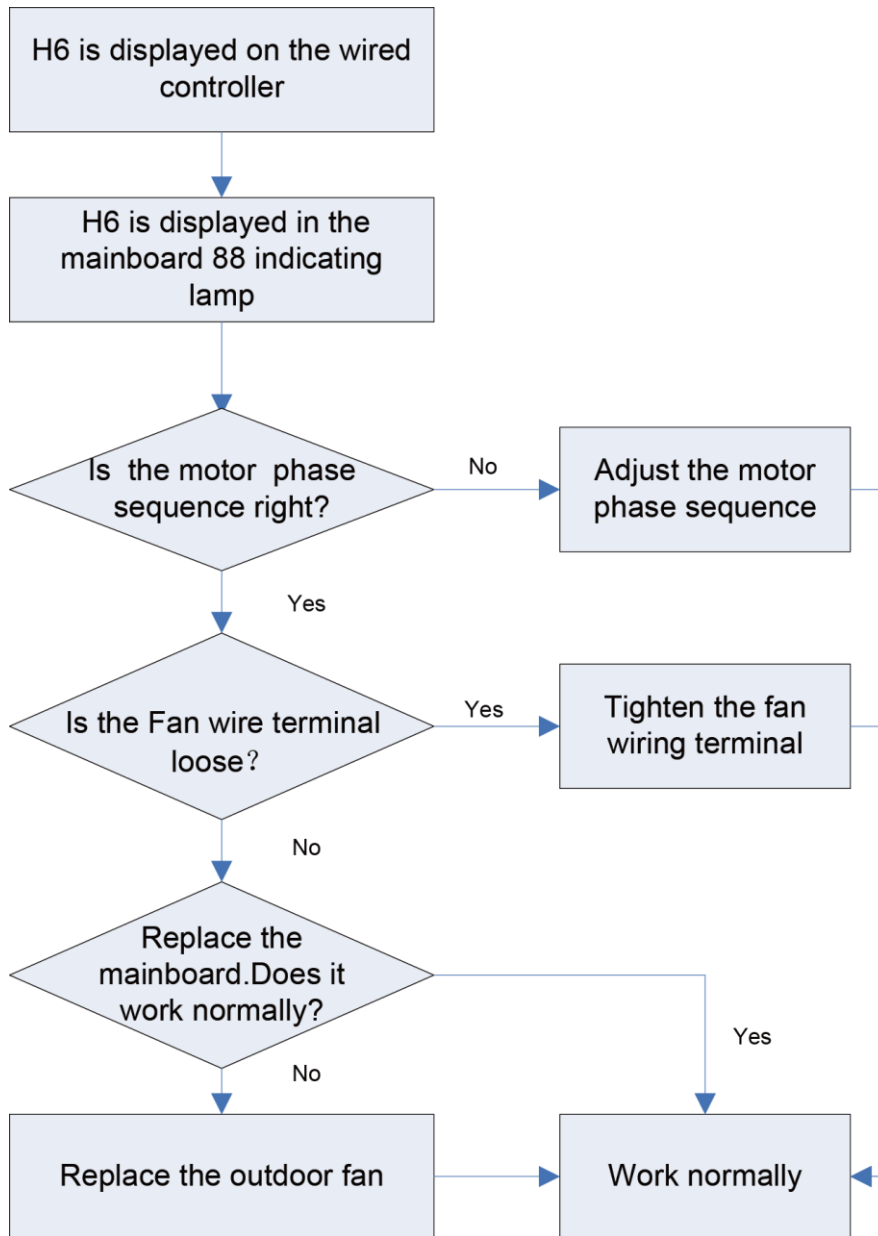 H6 is displayed on the wired
controller
H6 is displayed in the
mainboard 88 indicating
lamp
Is the motor phase
sequence right?
No
Adjust the motor
phase sequence
Yes
Is the Fan wire terminal
loose？
Yes
Tighten the fan
wiring terminal
No
Replace the
mainboard.Does it
work normally?
Yes
No
Replace the outdoor fan
Work normally